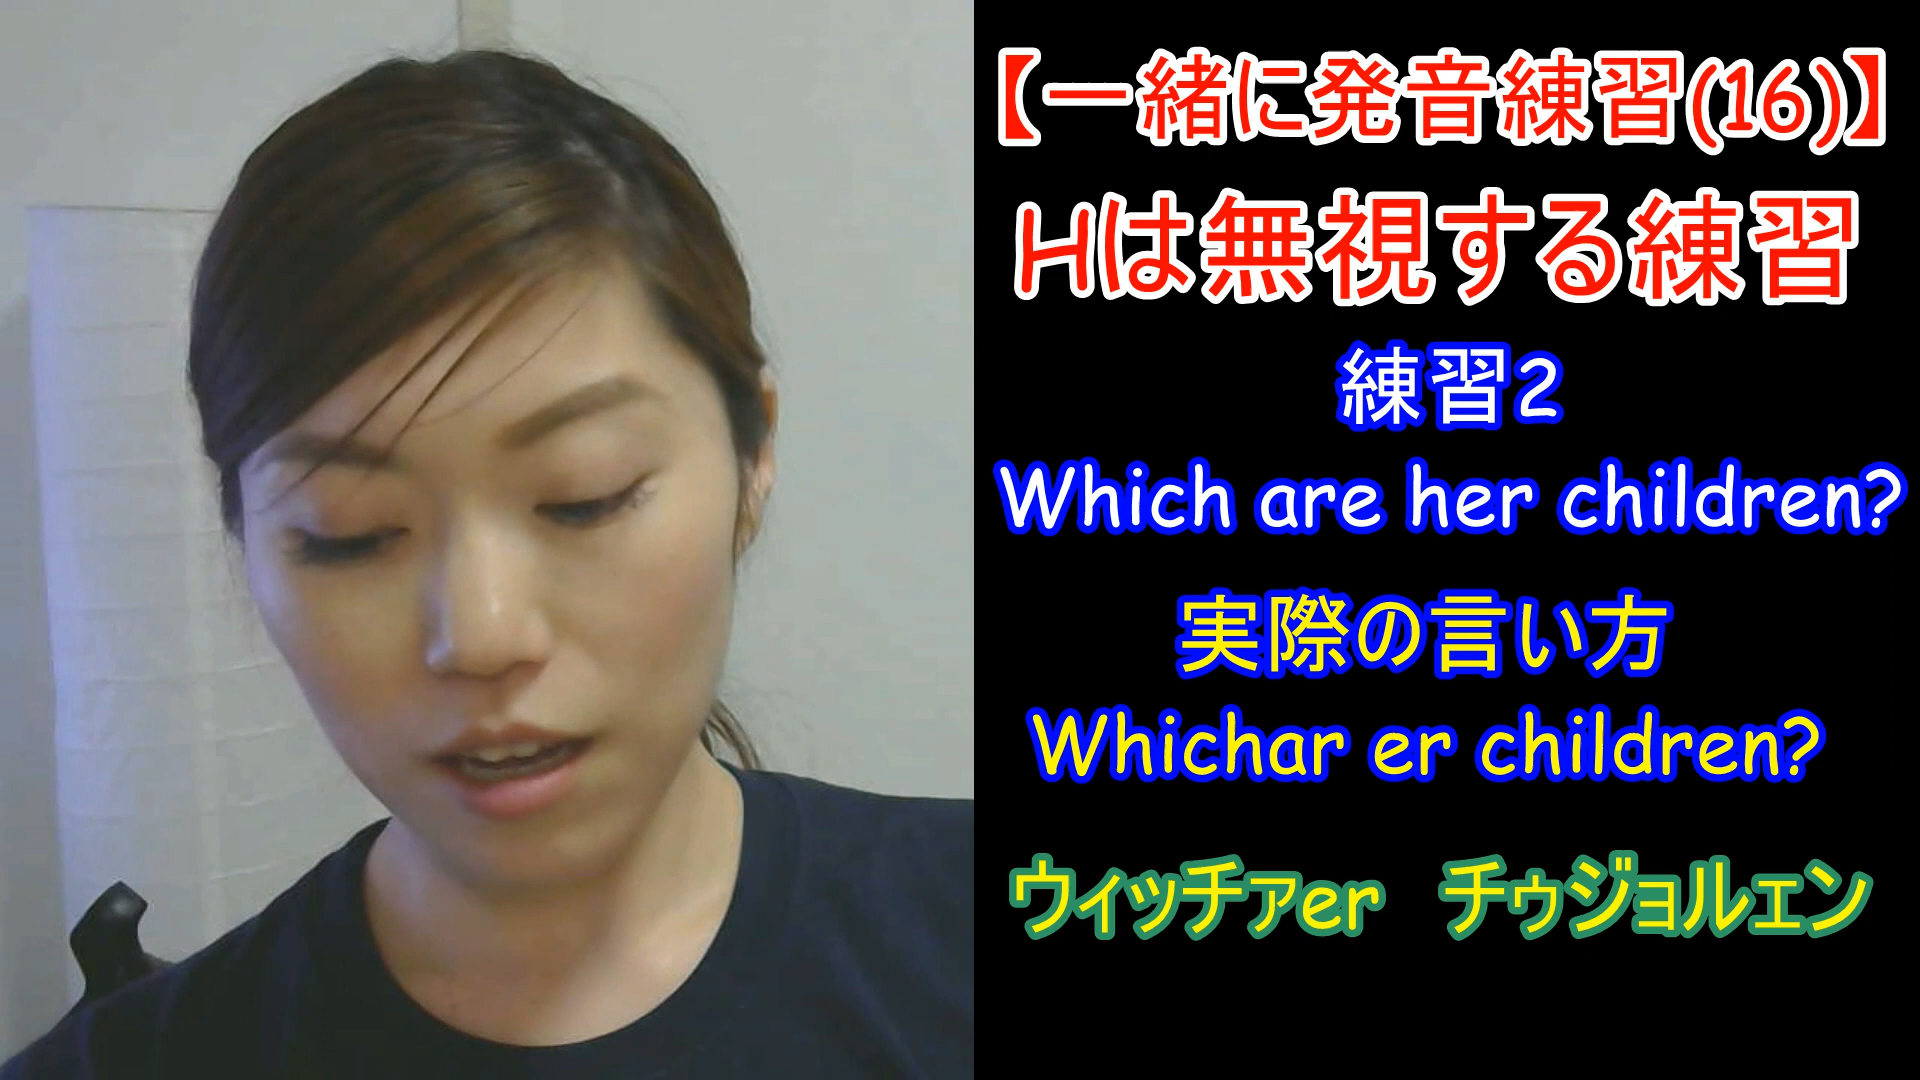 【一緒に発音練習(16)】
Hは無視する練習
練習2
Which are her children?
実際の言い方
Whichar er children?
ウィッチァer　チゥジョルェン